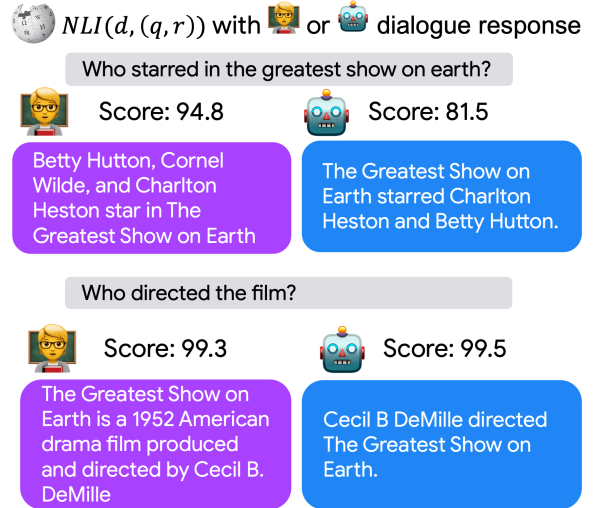 NLI(d, (q, r)) with or dialogue response
Who starred in the greatest show on earth?
Score: 94.8
Score: 81.5
Betty Hutton, Cornel
Wilde, and Charlton
Heston star in The
Greatest Show on Earth
The Greatest Show on
Earth starred Charlton
Heston and Betty Hutton.
Who directed the film?
Score: 99.3
Score: 99.5
The Greatest Show on
Earth is a 1952 American
drama film produced
and directed by Cecil B.
DeMille
Cecil B DeMille directed
The Greatest Show on
Earth.